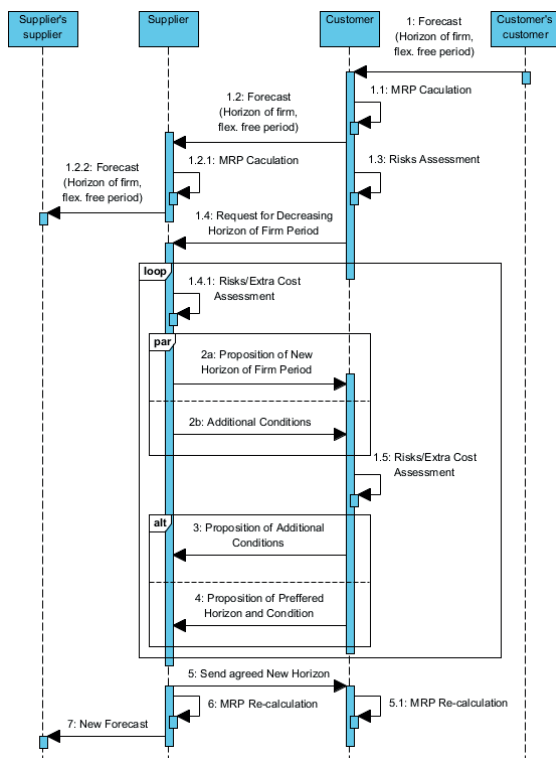 Supplier's
supplier
Supplier
Customer
Customer's
customer
1: Forecast
(Horizon of firm,
flex. free period)
1.1: MRP Caculation
1.2: Forecast
(Horizon of firm,
flex. free period)
1.2.1: MRP Caculation
1.3: Risks Assessment
1.2.2: Forecast
(Horizon of firm,
flex. free period)
1.4: Request for Decreasing
Horizon of Firm Period
loop
1.4.1: Risks/Extra Cost
Assessment
par
2a: Proposition of New
Horizon of Firm Period
2b: Additional Conditions
1.5: Risks/Extra Cost
Assessment
alt
3: Proposition of Additional
Conditions
4: Proposition of Preffered
Horizon and Condition
5: Send agreed New Horizon
6: MRP Re-calculation
5.1: MRP Re-calculation
7: New Forecast